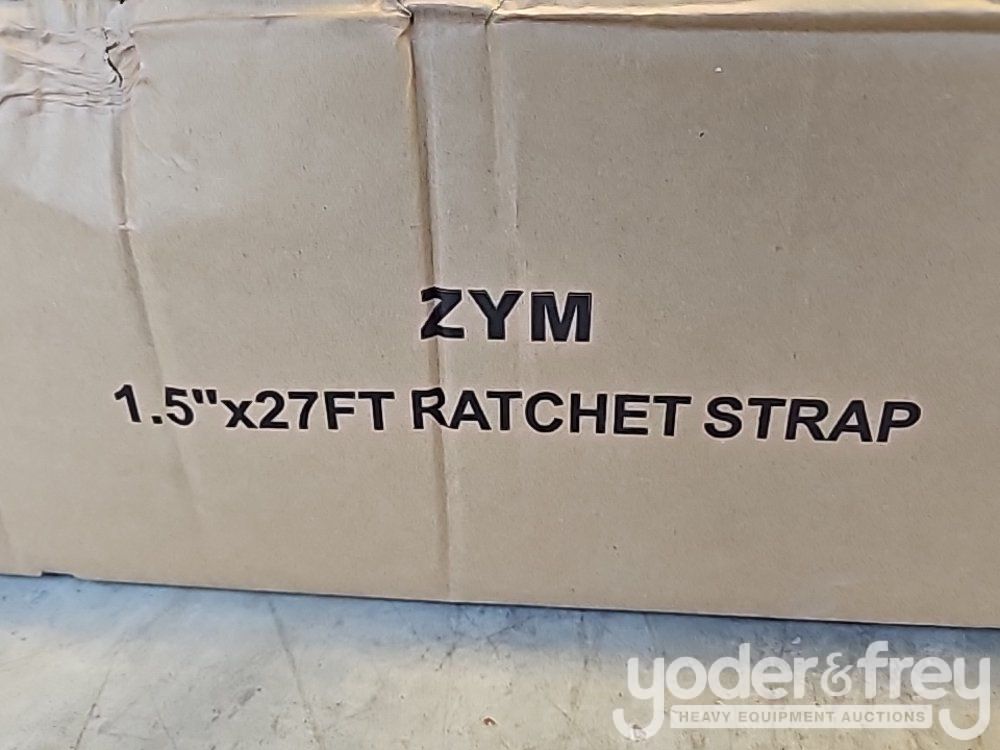 ZYM
1.5"x27FT RATCHET STRAP
yoder&frey
HEAVY EQUIPMENT AUCTIONS